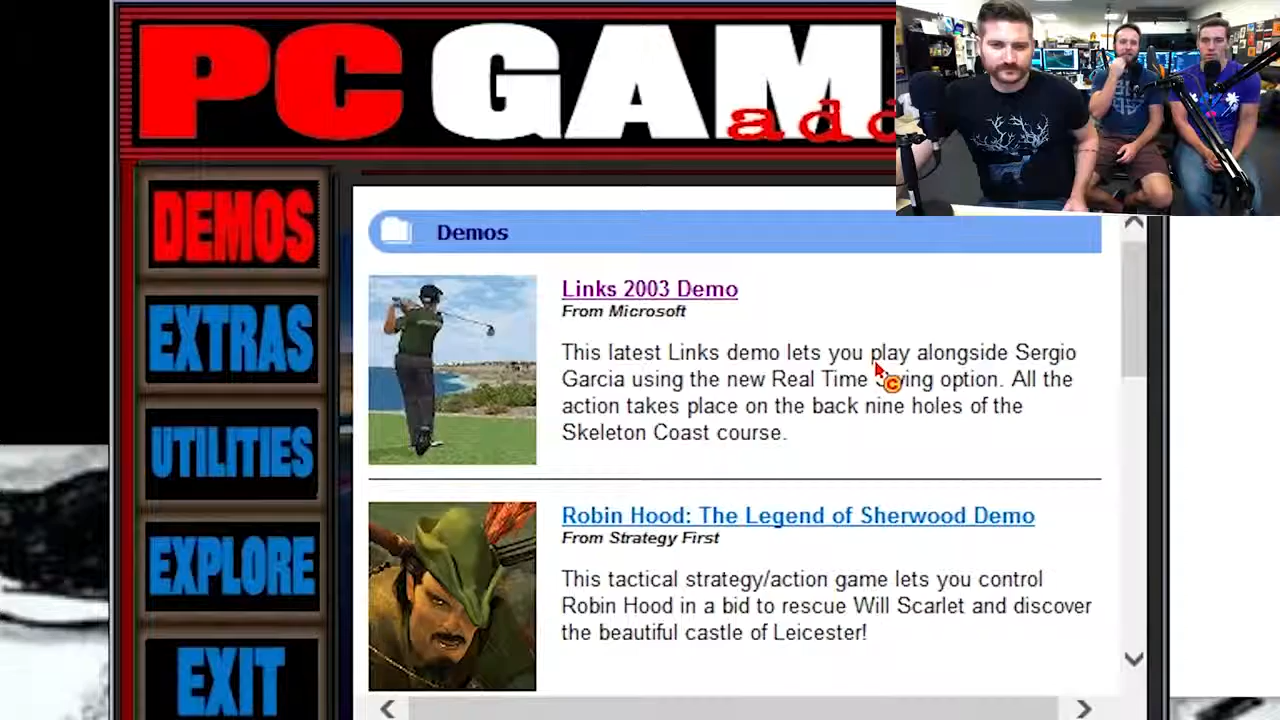 PC GAM
add
DEMOS
EXTRAS
UTILITIES
EXPLORE
EXIT
Demos
Links 2003 Demo
From Microsoft
This latest Links demo lets you play alongside Sergio
Garcia using the new Real Time Swing option. All the
action takes place on the back nine holes of the
Skeleton Coast course.
Robin Hood: The Legend of Sherwood Demo
From Strategy First
This tactical strategy/action game lets you control
Robin Hood in a bid to rescue Will Scarlet and discover
the beautiful castle of Leicester!